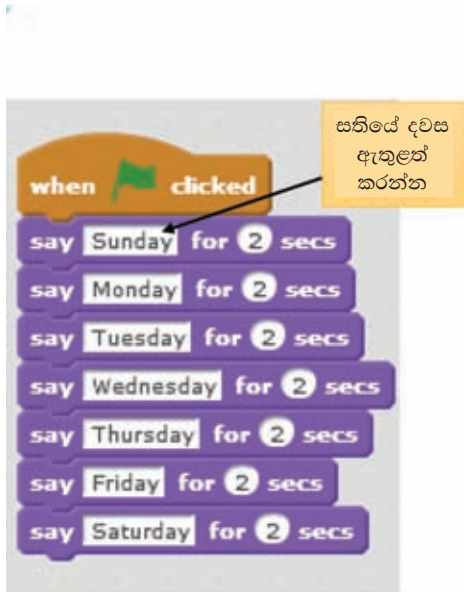 සතියේ දවස
ඇතුළත්
කරන්න
when clicked
say Sunday for 2 secs
say Monday for 2 secs
say Tuesday for 2 secs
say Wednesday for 2 secs
say Thursday for 2 secs
say Friday for 2 secs
say Saturday for 2 secs